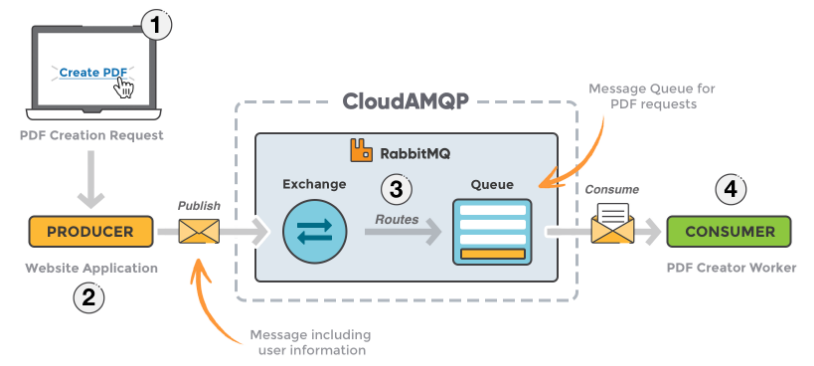 1
Create PDF
PDF Creation Request
CloudAMQP
Message Queue for
PDF requests
RabbitMQ
Exchange
3
Queue
Publish
Routes
Consume
4
PRODUCER
CONSUMER
Website Application
PDF Creator Worker
2
Message including
user information